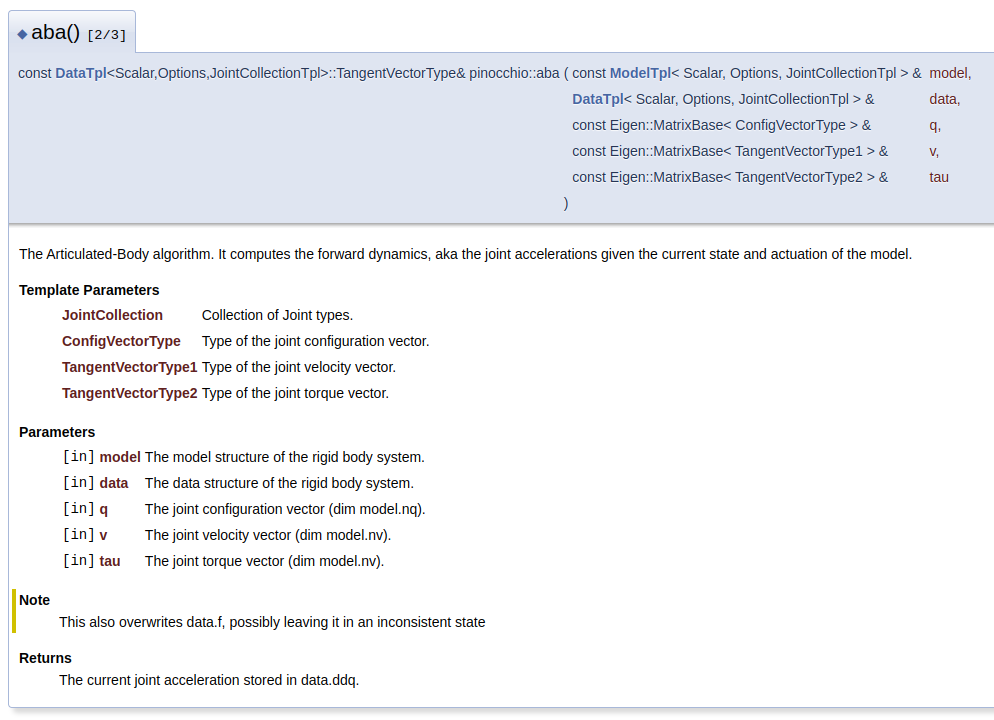 ◆ aba() [2/3]
const DataTpl<Scalar,Options,JointCollectionTpl>::TangentVectorType& pinocchio::aba ( const ModelTpl< Scalar, Options, JointCollectionTpl > & model,
DataTpl< Scalar, Options, JointCollectionTpl > & data,
const Eigen::MatrixBase< ConfigVectorType > & q,
const Eigen::MatrixBase< TangentVectorType1 > & v,
const Eigen::MatrixBase< TangentVectorType2 > & tau
)
The Articulated-Body algorithm. It computes the forward dynamics, aka the joint accelerations given the current state and actuation of the model.
Template Parameters
JointCollection Collection of Joint types.
ConfigVectorType Type of the joint configuration vector.
TangentVectorType1 Type of the joint velocity vector.
TangentVectorType2 Type of the joint torque vector.
Parameters
[in] model The model structure of the rigid body system.
[in] data The data structure of the rigid body system.
[in] q The joint configuration vector (dim model.nq).
[in] v The joint velocity vector (dim model.nv).
[in] tau The joint torque vector (dim model.nv).
Note
This also overwrites data.f, possibly leaving it in an inconsistent state
Returns
The current joint acceleration stored in data.ddq.